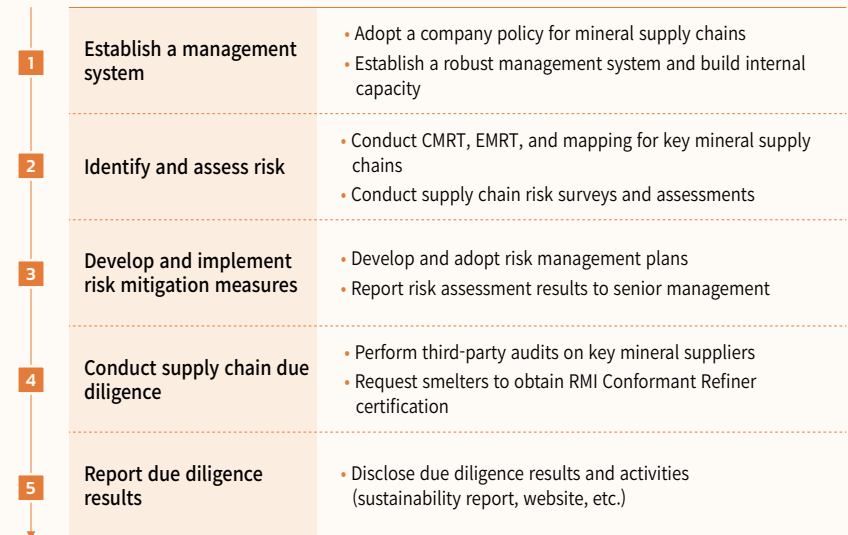 1
Establish a management
system
• Adopt a company policy for mineral supply chains
• Establish a robust management system and build internal
capacity
2
Identify and assess risk
• Conduct CMRT, EMRT, and mapping for key mineral supply
chains
• Conduct supply chain risk surveys and assessments
3
Develop and implement
risk mitigation measures
• Develop and adopt risk management plans
• Report risk assessment results to senior management
4
Conduct supply chain due
diligence
• Perform third-party audits on key mineral suppliers
• Request smelters to obtain RMI Conformant Refiner
certification
5
Report due diligence
results
• Disclose due diligence results and activities
(sustainability report, website, etc.)